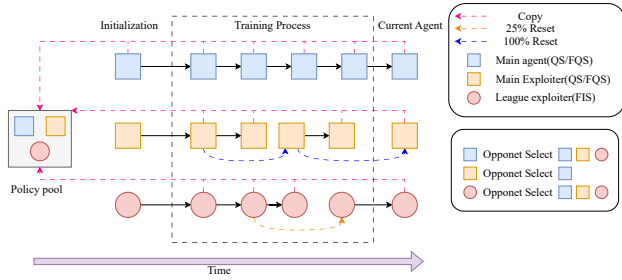 Initialization
Training Process
Current Agent
Copy
25% Reset
100% Reset
Main agent(QS/FQS)
Main Exploiter(QS/FQS)
League exploiter(FIS)
Policy pool
Opponet Select
Opponet Select
Opponet Select
Time